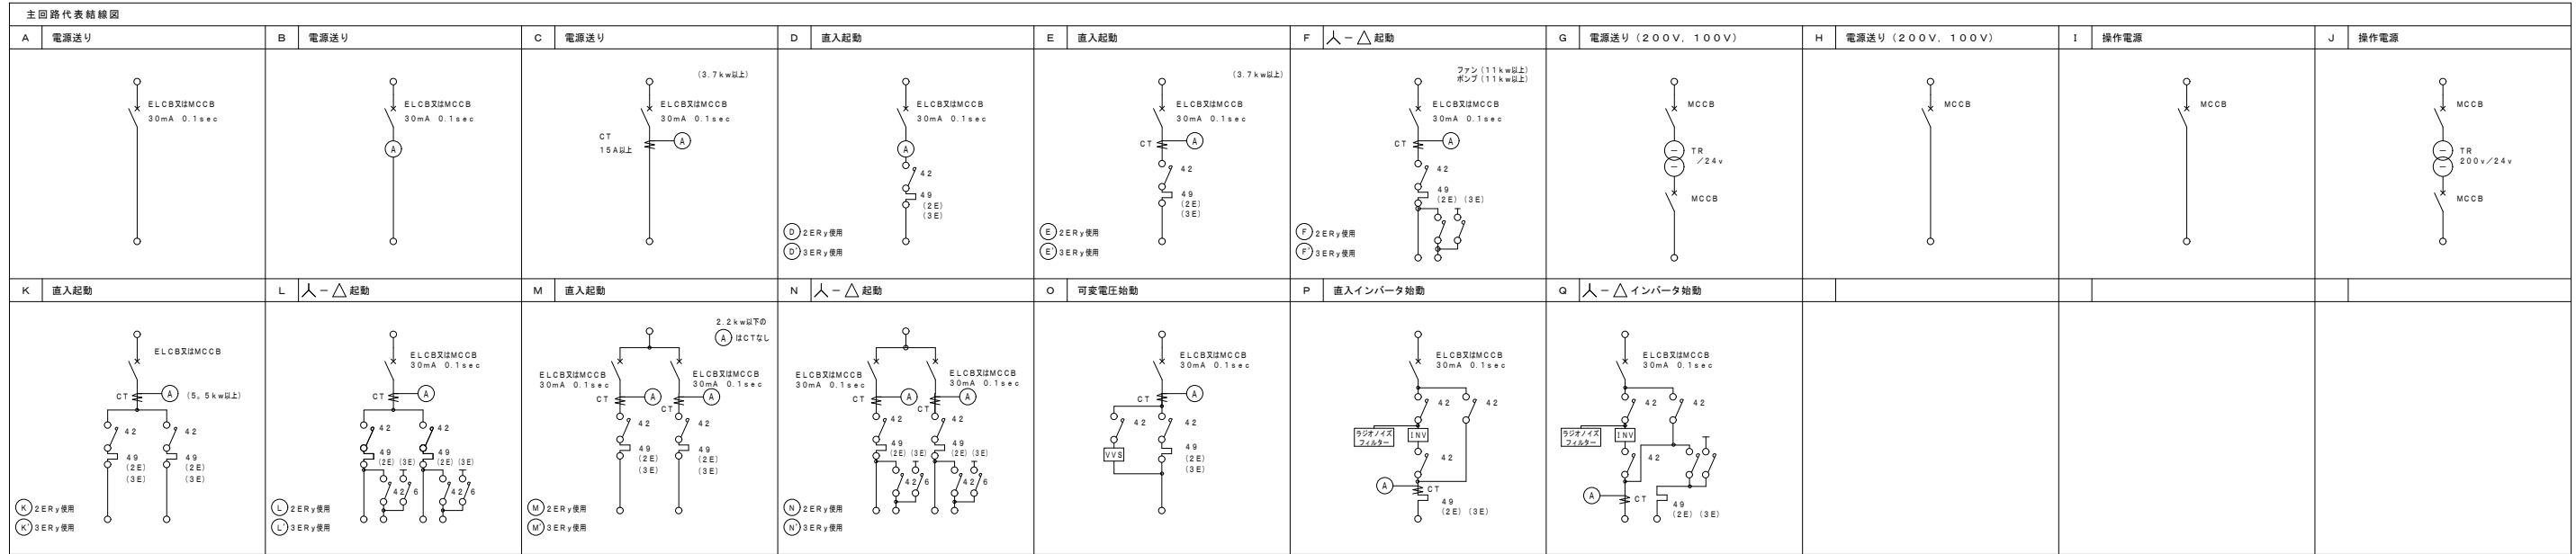 主回路代表結線図
A 電源送り
B 電源送り
C 電源送り
D 直入起動
E 直入起動
F 人－△起動
G 電源送り（２００Ｖ．１００Ｖ）
H 電源送り（２００Ｖ．１００Ｖ）
I 操作電源
J 操作電源
ELCB又はMCCB
30mA 0.1sec
ELCB又はMCCB
30mA 0.1sec
A
(3.7kw以上)
ELCB又はMCCB
30mA 0.1sec
CT
15A以上
A
ELCB又はMCCB
30mA 0.1sec
A
42
49
(2E)
(3E)
D 2ERy使用
D' 3ERy使用
(3.7kw以上)
ELCB又はMCCB
30mA 0.1sec
CT
A
42
49
(2E)
(3E)
E 2ERy使用
E' 3ERy使用
ファン(11kw以上)
ポンプ(11kw以上)
ELCB又はMCCB
30mA 0.1sec
CT
A
42
49
(2E) (3E)
F 2ERy使用
F' 3ERy使用
MCCB
TR
/24v
MCCB
MCCB
MCCB
MCCB
TR
200v/24v
MCCB
K 直入起動
L 人－△起動
M 直入起動
N 人－△起動
O 可変電圧始動
P 直入インバータ始動
Q 人－△インバータ始動
H
I
J
ELCB又はMCCB
CT
A (5，5kw以上)
42 42
49 49
(2E) (2E)
(3E) (3E)
K 2ERy使用
K' 3ERy使用
ELCB又はMCCB
30mA 0.1sec
CT
A
42 42
49 49
(2E) (3E) (2E) (3E)
42 42 6
L 2ERy使用
L' 3ERy使用
2.2kw以下の
A はCTなし
ELCB又はMCCB
30mA 0.1sec
ELCB又はMCCB
30mA 0.1sec
CT A CT A
42 42
49 49
(2E) (2E)
(3E) (3E)
M 2ERy使用
M' 3ERy使用
ELCB又はMCCB
30mA 0.1sec
ELCB又はMCCB
30mA 0.1sec
CT A CT A
42 42
49 49
(2E) (3E) (2E) (3E)
42 42 6
N 2ERy使用
N' 3ERy使用
ELCB又はMCCB
30mA 0.1sec
CT
A
42 42
49
(2E)
(3E)
VVS
ELCB又はMCCB
30mA 0.1sec
42 42
ラジオノイズ
フィルター
INV
42
A
CT
49
(2E) (3E)
ELCB又はMCCB
30mA 0.1sec
42 42
ラジオノイズ
フィルター
INV
42
A
CT
49
(2E) (3E)